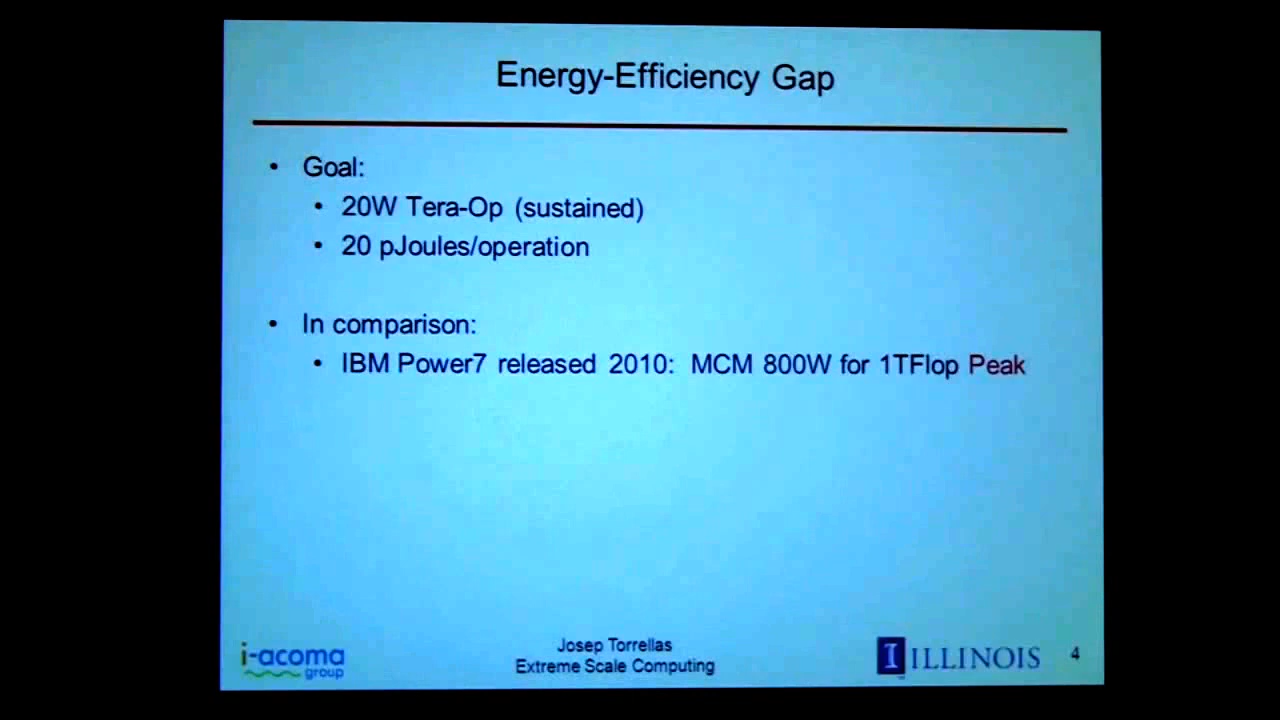 Energy-Efficiency Gap
• Goal:
• 20W Tera-Op (sustained)
• 20 pJoules/operation
• In comparison:
• IBM Power7 released 2010: MCM 800W for 1TFlop Peak
i-acoma
group
Josep Torrellas
Extreme Scale Computing
I ILLINOIS
4